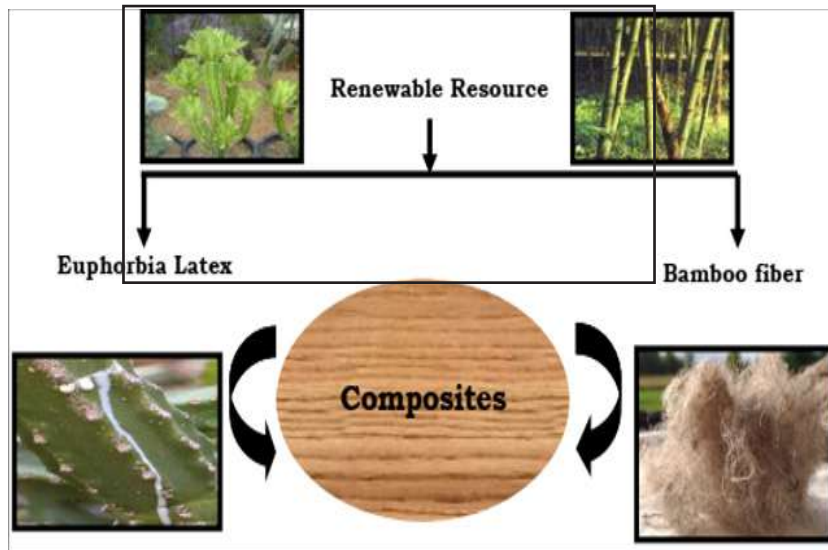 Renewable Resource
Euphorbia Latex
Bamboo fiber
Composites